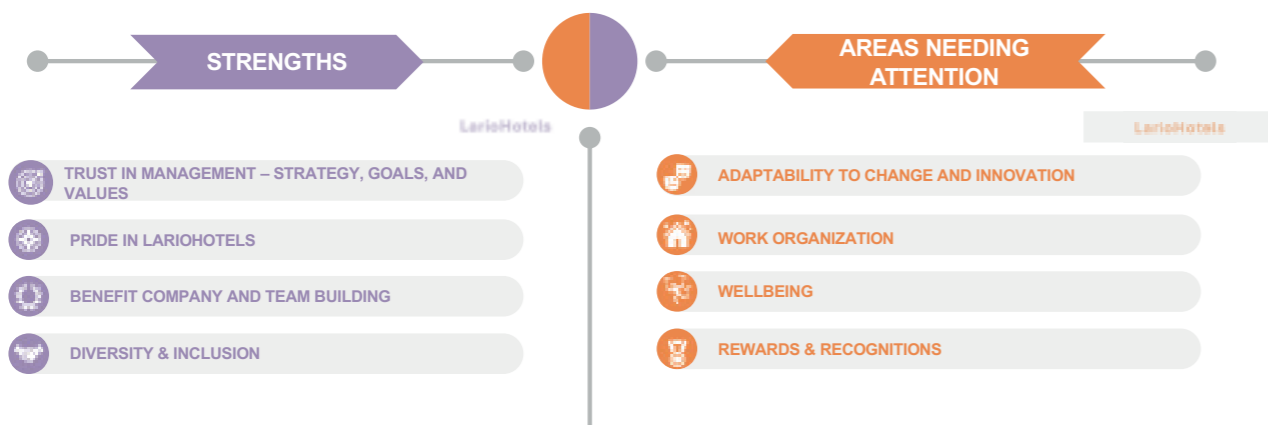 STRENGTHS
AREAS NEEDING
ATTENTION
LarioHotels
LarioHotels
TRUST IN MANAGEMENT – STRATEGY, GOALS, AND
VALUES
PRIDE IN LARIOHOTELS
BENEFIT COMPANY AND TEAM BUILDING
DIVERSITY & INCLUSION
ADAPTABILITY TO CHANGE AND INNOVATION
WORK ORGANIZATION
WELLBEING
REWARDS & RECOGNITIONS